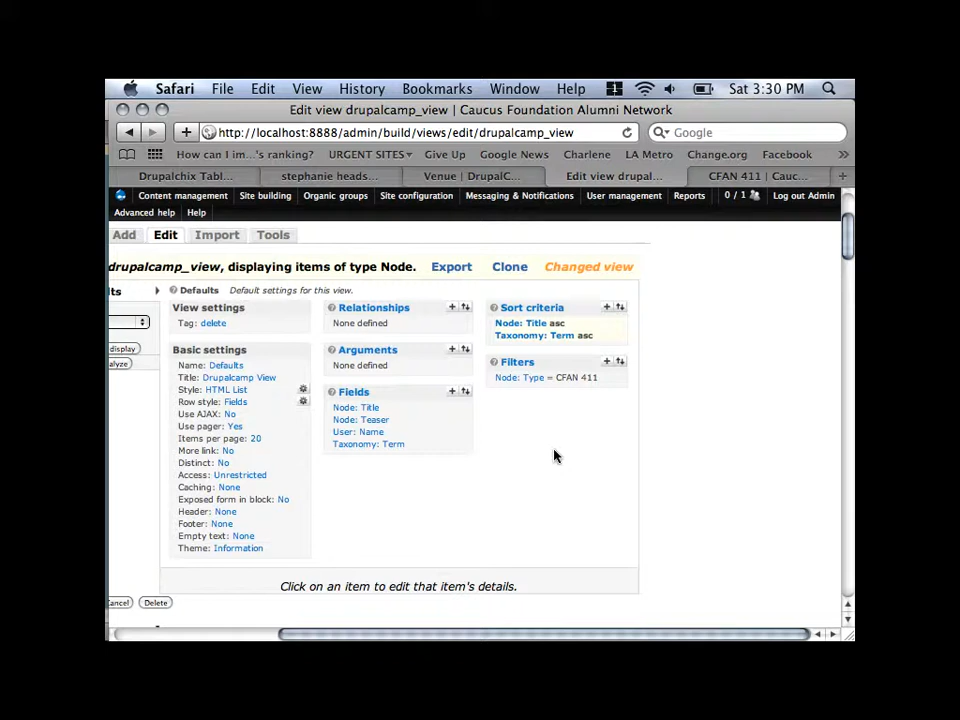 Safari File Edit View History Bookmarks Window Help 1 Sat 3:30 PM
Edit view drupalcamp_view | Caucus Foundation Alumni Network
http://localhost:8888/admin/build/views/edit/drupalcamp_view Google
How can I im...'s ranking? URGENT SITES▾ Give Up Google News Charlene LA Metro Change.org Facebook »
Drupalchix Tabl... stephanie heads... Venue | DrupalC... Edit view drupal... CFAN 411 | Cauc... +
Content management Site building Organic groups Site configuration Messaging & Notifications User management Reports 0 / 1 Log out Admin
Advanced help Help
Add Edit Import Tools
drupalcamp_view, displaying items of type Node. Export Clone Changed view
ults Defaults Default settings for this view.
display
alyze
View settings
Tag: delete
Basic settings
Name: Defaults
Title: Drupalcamp View
Style: HTML List
Row style: Fields
Use AJAX: No
Use pager: Yes
Items per page: 20
More link: No
Distinct: No
Access: Unrestricted
Caching: None
Exposed form in block: No
Header: None
Footer: None
Empty text: None
Theme: Information
Relationships
None defined
Arguments
None defined
Fields
Node: Title
Node: Teaser
User: Name
Taxonomy: Term
Sort criteria
Node: Title asc
Taxonomy: Term asc
Filters
Node: Type = CFAN 411
Click on an item to edit that item's details.
Cancel Delete